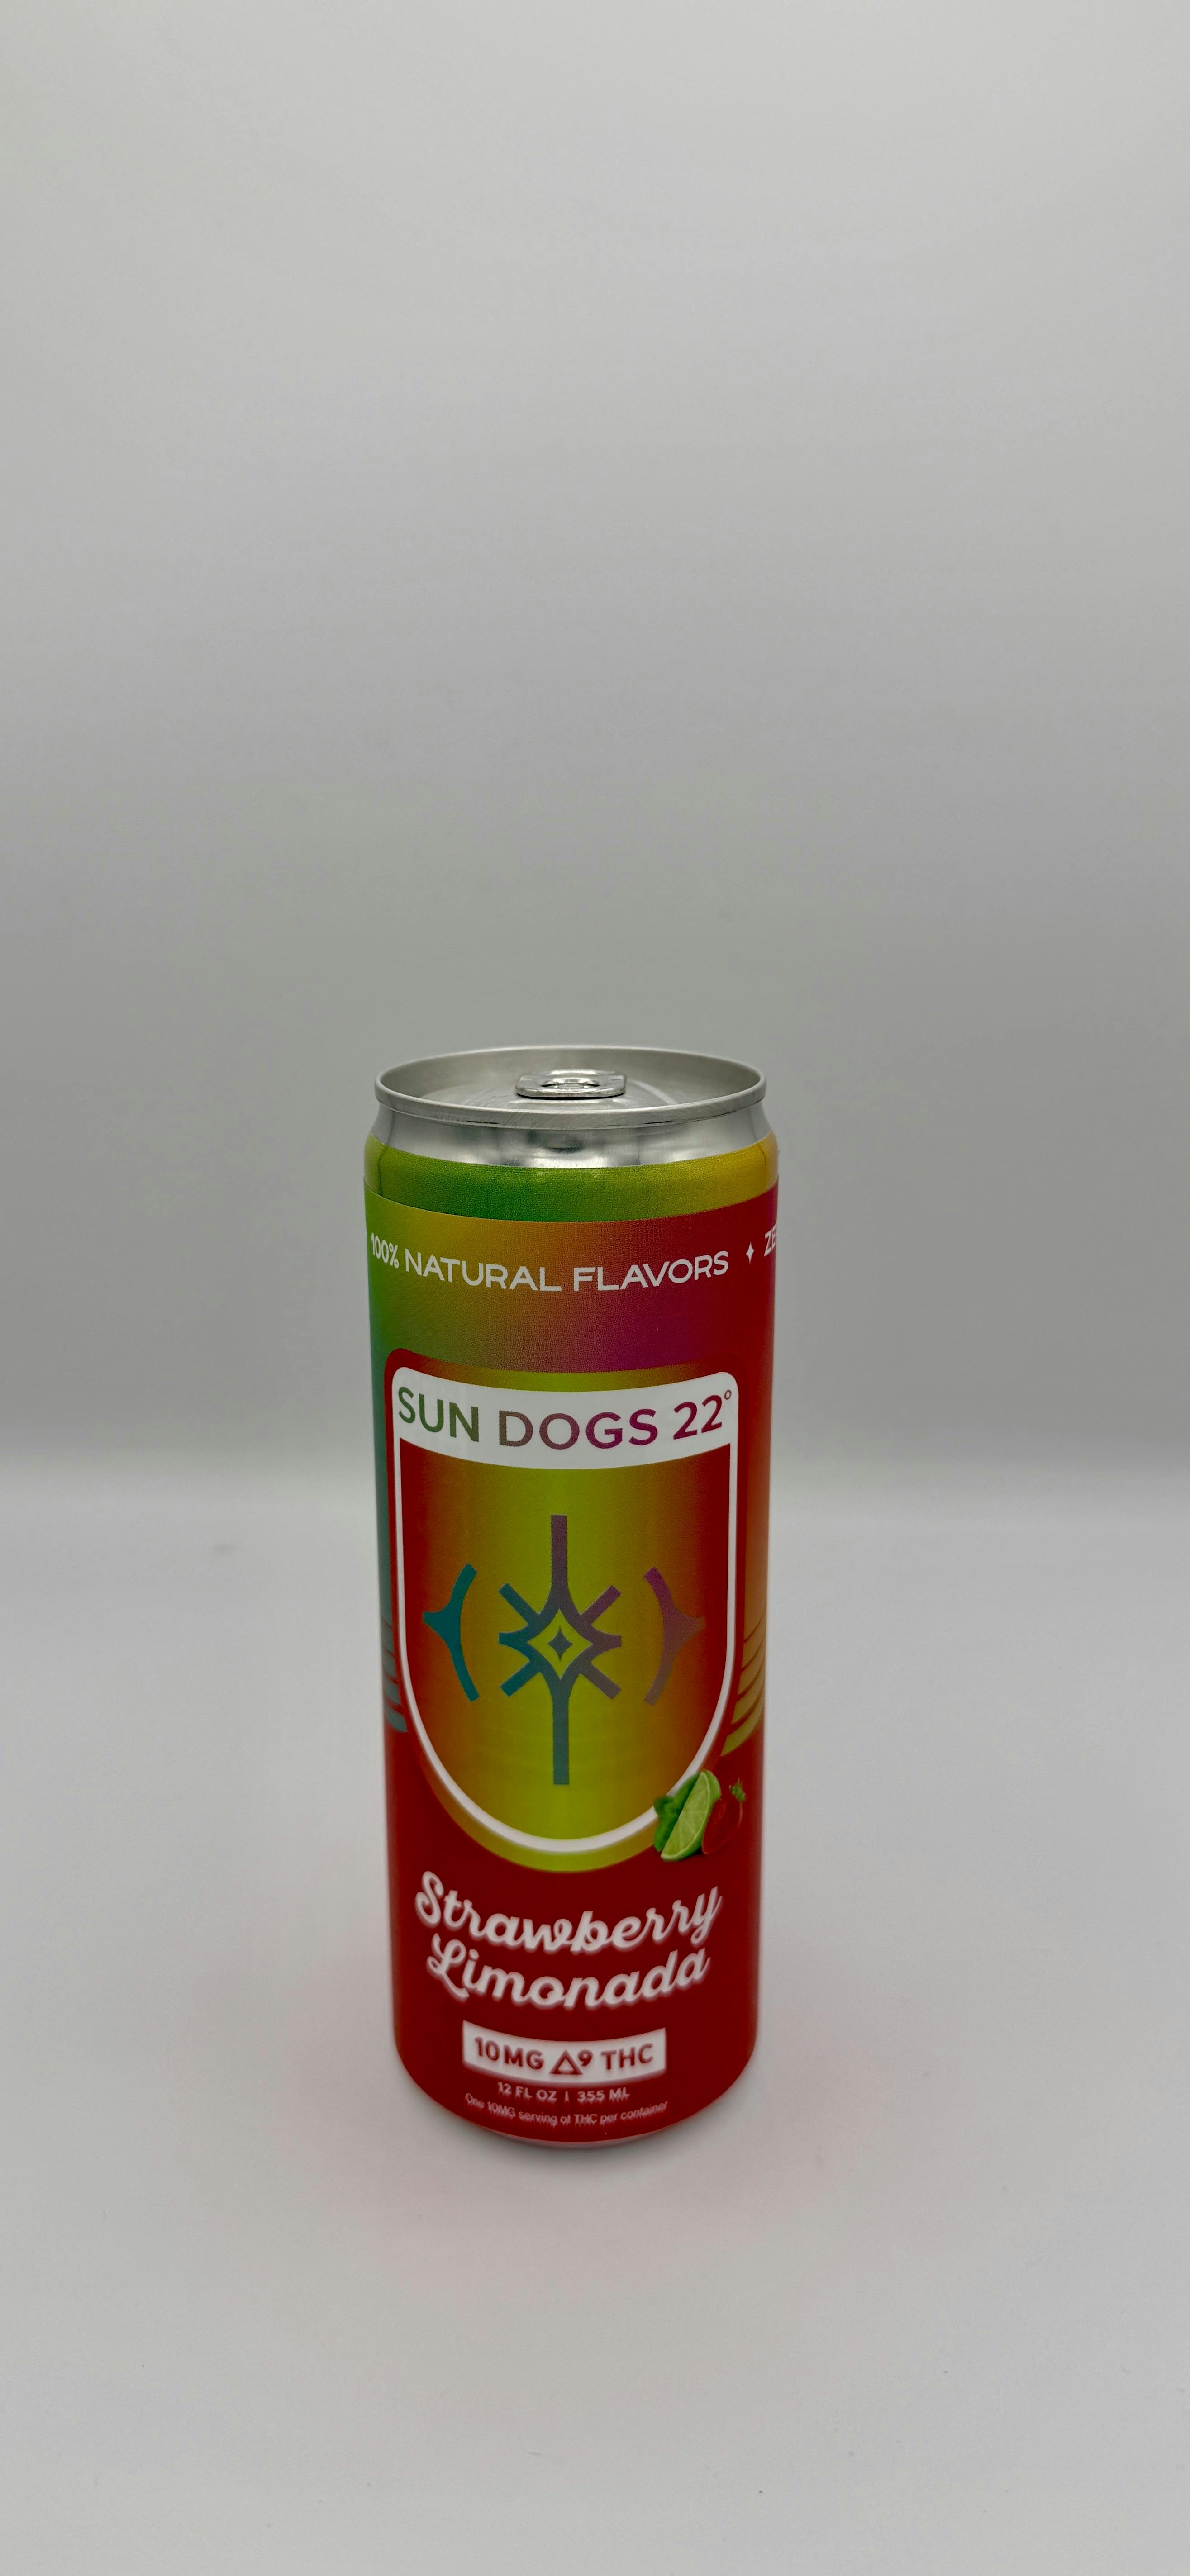 100% NATURAL FLAVORS ✦
SUN DOGS 22°
Strawberry
Limonada
10MG Δ9 THC
12 FL OZ | 355 ML
One 10MG serving of THC per container